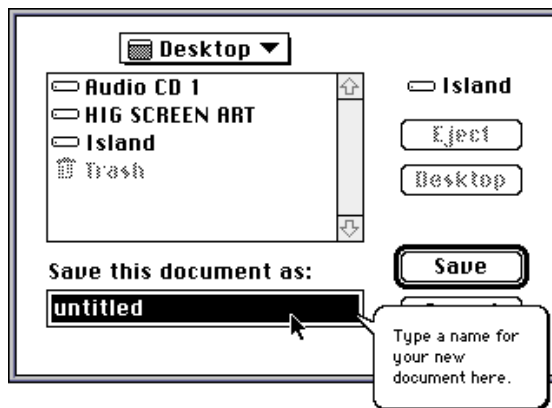 Desktop
Audio CD 1
HIG SCREEN ART
Island
Trash
Island
Eject
Desktop
Save this document as:
untitled
Save
Type a name for
your new
document here.